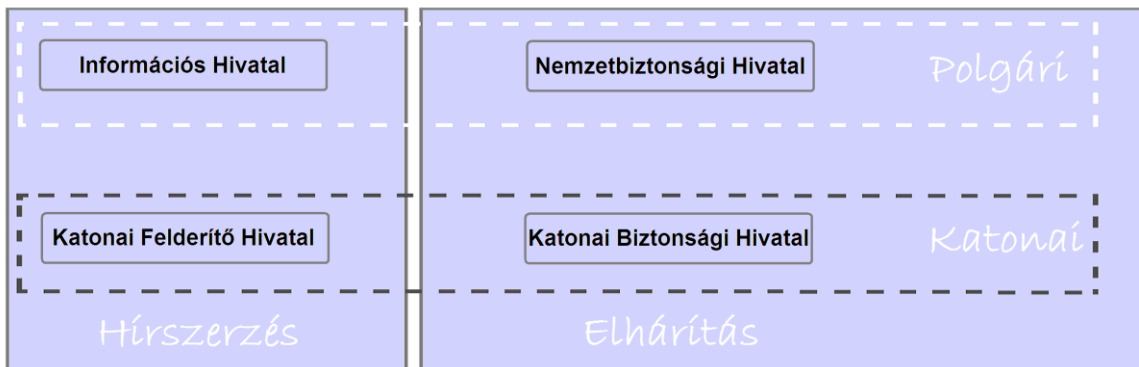 Információs Hivatal
Nemzetbiztonsági Hivatal
Polgári
Katonai Felderítő Hivatal
Katonai Biztonsági Hivatal
Katonai
Hírszerzés
Elhárítás